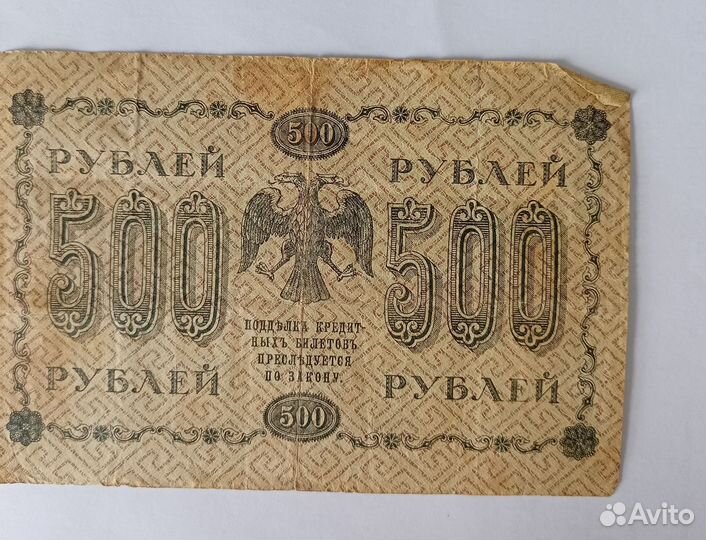 500
РУБЛЕЙ РУБЛЕЙ
500 500
ПОДДѢЛКА КРЕДИТ-
НЫХЪ БИЛЕТОВЪ
ПРЕСЛѢДУЕТСЯ
ПО ЗАКОНУ.
РУБЛЕЙ РУБЛЕЙ
500
Avito